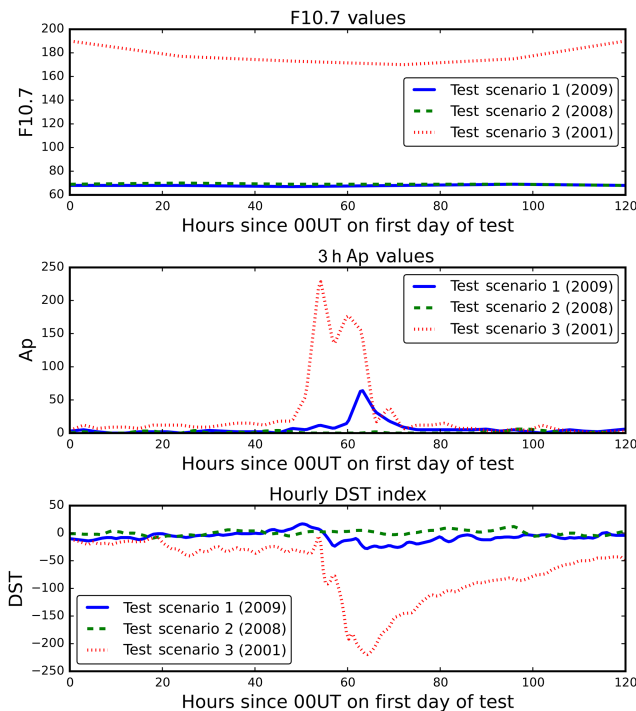 F10.7 values
200
180
160
140
120
100
80
60
F10.7
Test scenario 1 (2009)
Test scenario 2 (2008)
Test scenario 3 (2001)
0 20 40 60 80 100 120
Hours since 00UT on first day of test
3 h Ap values
250
200
150
100
50
0
Ap
Test scenario 1 (2009)
Test scenario 2 (2008)
Test scenario 3 (2001)
0 20 40 60 80 100 120
Hours since 00UT on first day of test
Hourly DST index
50
0
−50
−100
−150
−200
−250
DST
Test scenario 1 (2009)
Test scenario 2 (2008)
Test scenario 3 (2001)
0 20 40 60 80 100 120
Hours since 00UT on first day of test